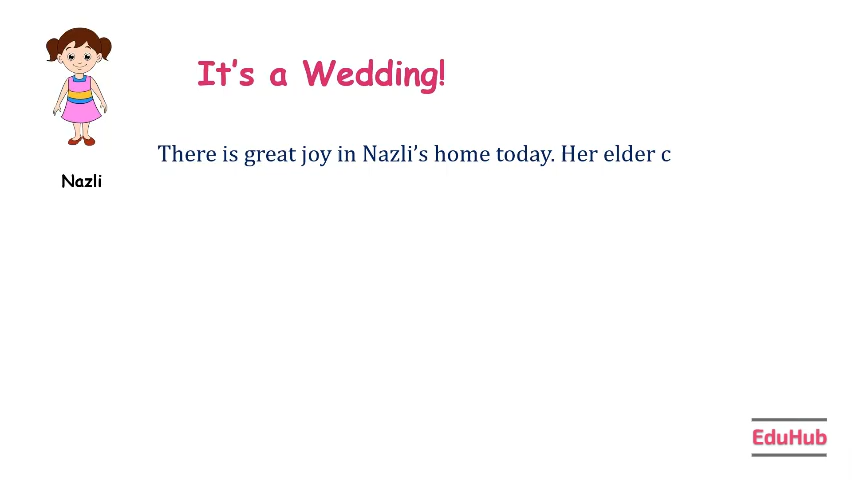 It's a Wedding!
There is great joy in Nazli's home today. Her elder c
Nazli
EduHub